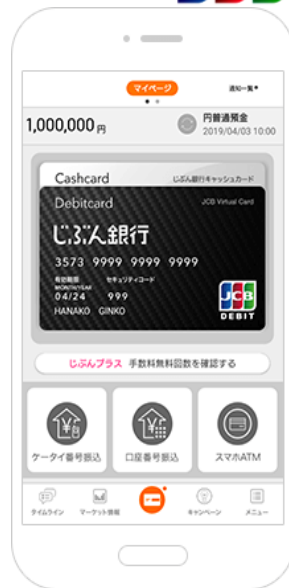 マイページ
通知一覧
1,000,000 円
円普通預金
2019/04/03 10:00
Cashcard
じぶん銀行キャッシュカード
Debitcard
JCB Virtual Card
じぶん銀行
3573 9999 9999 9999
有効期限 セキュリティコード
MONTH/YEAR
04/24 999
HANAKO GINKO
JCB
DEBIT
じぶんプラス 手数料無料回数を確認する
ケータイ番号振込
口座番号振込
スマホATM
タイムライン
マーケット情報
キャンペーン
メニュー